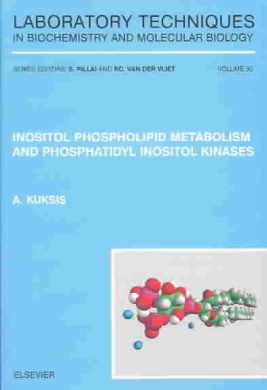 LABORATORY TECHNIQUES
IN BIOCHEMISTRY AND MOLECULAR BIOLOGY
SERIES EDITORS: S. PILLAI AND P.C. VAN DER VLIET VOLUME 30
INOSITOL PHOSPHOLIPID METABOLISM
AND PHOSPHATIDYL INOSITOL KINASES
A. KUKSIS
ELSEVIER